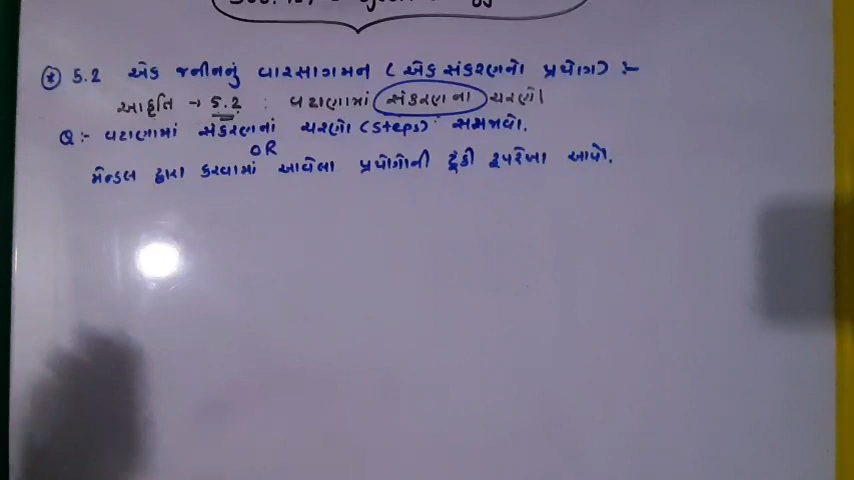 * 5.2 એક જનીનનું વારસાગમન (એક સંકરણનો પ્રયોગ) :-
આકૃતિ → 5.2 : વટાણામાં સંકરણના ચરણો
Q:- વટાણામાં સંકરણનાં ચરણો (Steps) સમજાવો.
OR
મેન્ડલ દ્વારા કરવામાં આવેલા પ્રયોગોની ટૂંકી રૂપરેખા આપો.